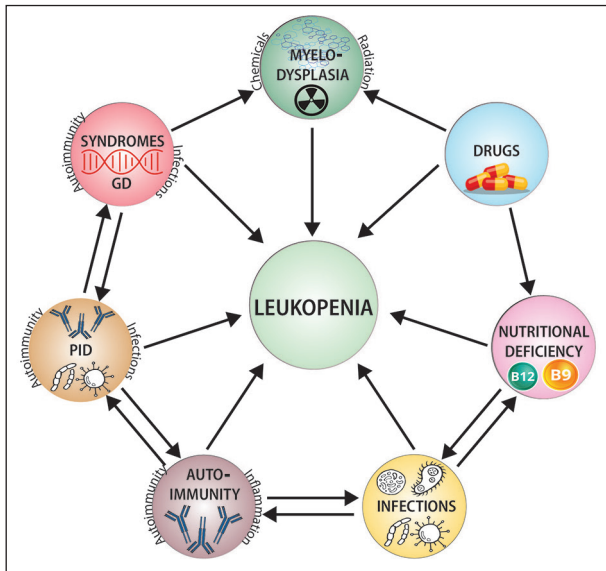 Chemicals
MYELO-
DYSPLASIA
Radiation
Autoimmunity
SYNDROMES
GD
Infections
DRUGS
LEUKOPENIA
Autoimmunity
PID
Infections
NUTRITIONAL
DEFICIENCY
B12
B9
Autoimmunity
AUTO-
IMMUNITY
Inflammation
INFECTIONS